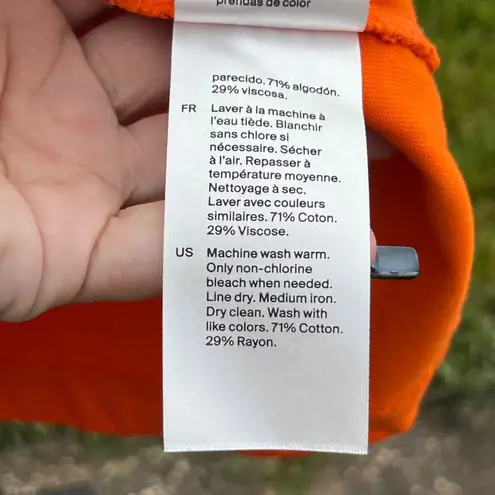 prendas de color
parecido. 71% algodón.
29% viscosa.
FR Laver à la machine à
l'eau tiède. Blanchir
sans chlore si
nécessaire. Sécher
à l'air. Repasser à
température moyenne.
Nettoyage à sec.
Laver avec couleurs
similaires. 71% Coton.
29% Viscose.
US Machine wash warm.
Only non-chlorine
bleach when needed.
Line dry. Medium iron.
Dry clean. Wash with
like colors. 71% Cotton.
29% Rayon.